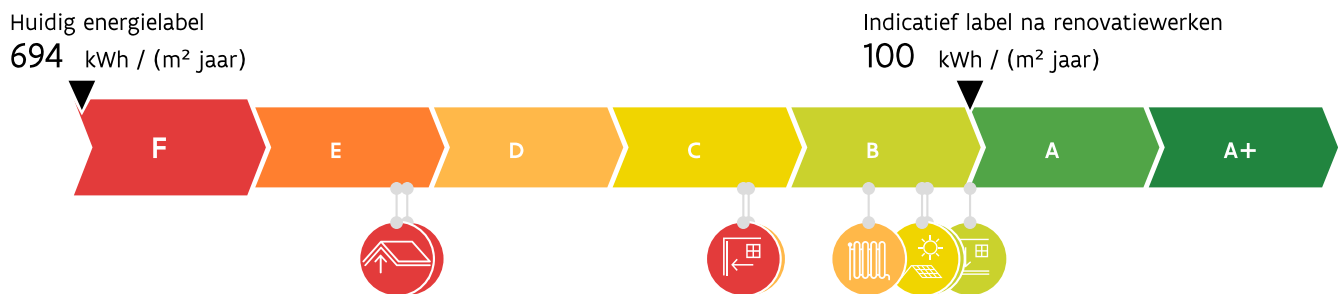 Huidig energielabel
694 kWh / (m² jaar)
Indicatief label na renovatiewerken
100 kWh / (m² jaar)
F E D C B A A+